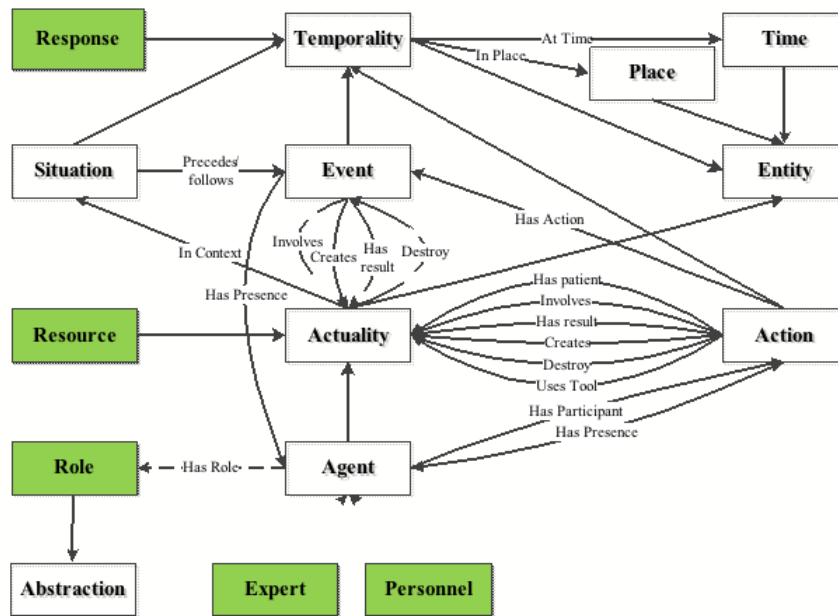 Response
Temporality
At Time
Time
In Place
Place
Situation
Precedes/
follows
Event
Entity
Has Action
Involves
Creates
Has
result
Destroy
In Context
Has Presence
Resource
Actuality
Has patient
Involves
Has result
Creates
Destroy
Uses Tool
Action
Has Participant
Has Presence
Role
Has Role
Agent
Abstraction
Expert
Personnel